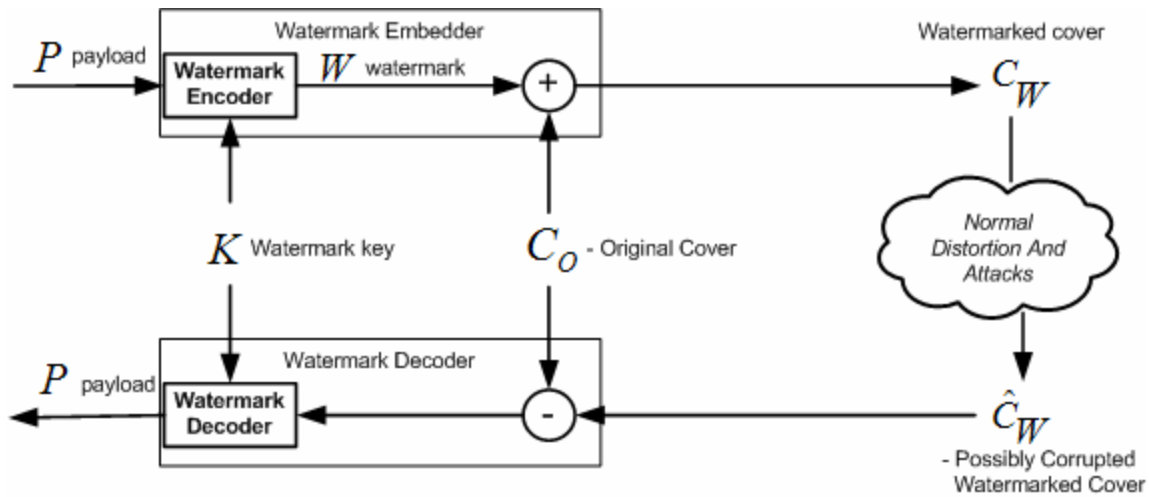 Watermark Embedder
Watermarked cover
P payload
Watermark
Encoder
W watermark
+
C_W
Normal
Distortion And
Attacks
K Watermark key
C_O - Original Cover
Watermark Decoder
P payload
Watermark
Decoder
-
Ĉ_W
- Possibly Corrupted
Watermarked Cover